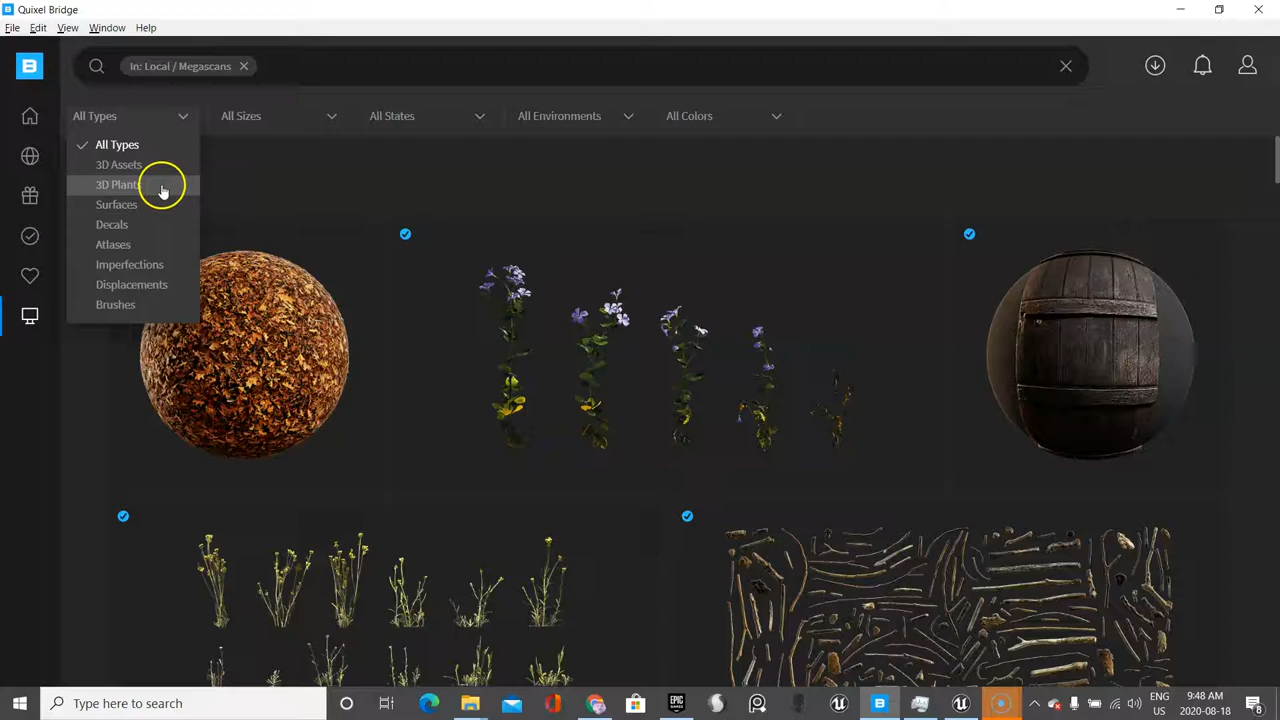 Quixel Bridge
File Edit View Window Help
B
In: Local / Megascans
All Types All Sizes All States All Environments All Colors
All Types
3D Assets
3D Plants
Surfaces
Decals
Atlases
Imperfections
Displacements
Brushes
Type here to search
ENG 9:48 AM
US 2020-08-18
8